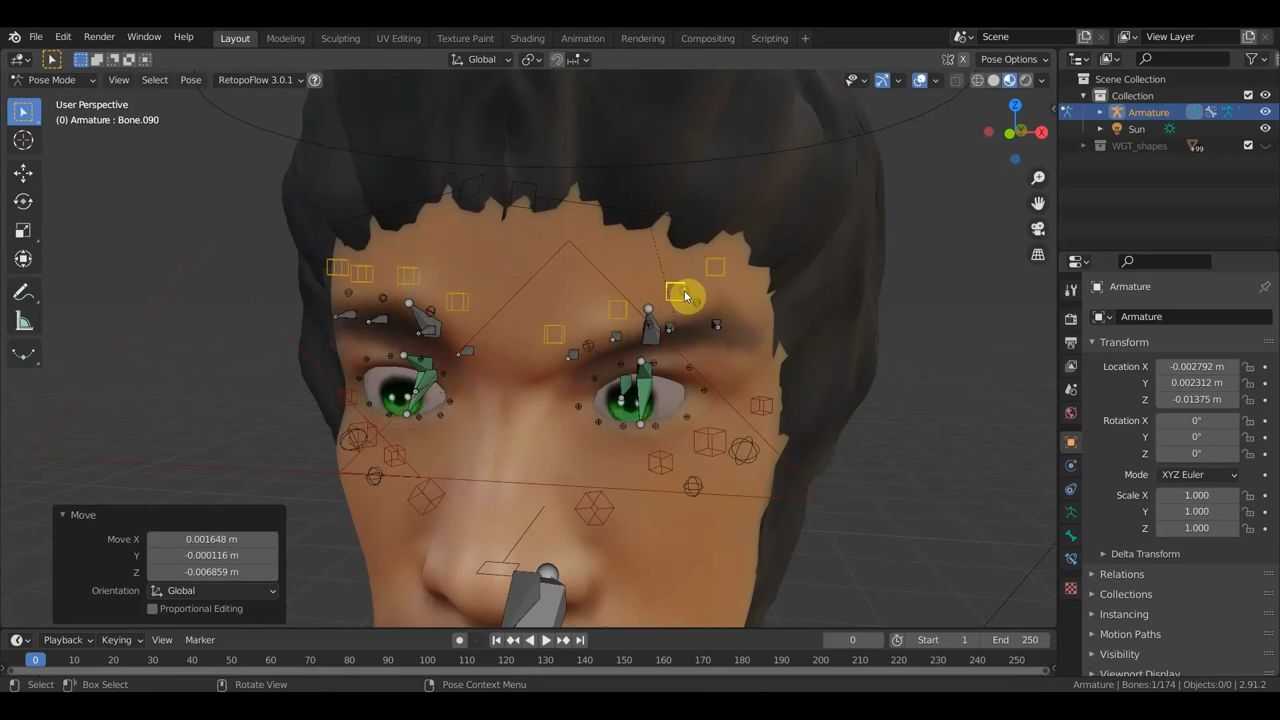 File Edit Render Window Help
Layout Modeling Sculpting UV Editing Texture Paint Shading Animation Rendering Compositing Scripting +
Scene
View Layer
Global
Pose Options
Pose Mode View Select Pose RetopoFlow 3.0.1
User Perspective
(0) Armature : Bone.090
Z
Y
X
Scene Collection
Collection
Armature
Sun
WGT_shapes
99
Armature
Armature
Transform
Location X -0.002792 m
Y 0.002312 m
Z -0.01375 m
Rotation X 0°
Y 0°
Z 0°
Mode XYZ Euler
Scale X 1.000
Y 1.000
Z 1.000
Delta Transform
Relations
Collections
Instancing
Motion Paths
Visibility
Viewport Display
Move
Move X 0.001648 m
Y -0.000116 m
Z -0.006859 m
Orientation Global
Proportional Editing
Playback Keying View Marker
0 Start 1 End 250
0 10 20 30 40 50 60 70 80 90 100 110 120 130 140 150 160 170 180 190 200 210 220 230 240 250
Select Box Select Rotate View Pose Context Menu
Armature | Bones:1/174 | Objects:0/0 | 2.91.2